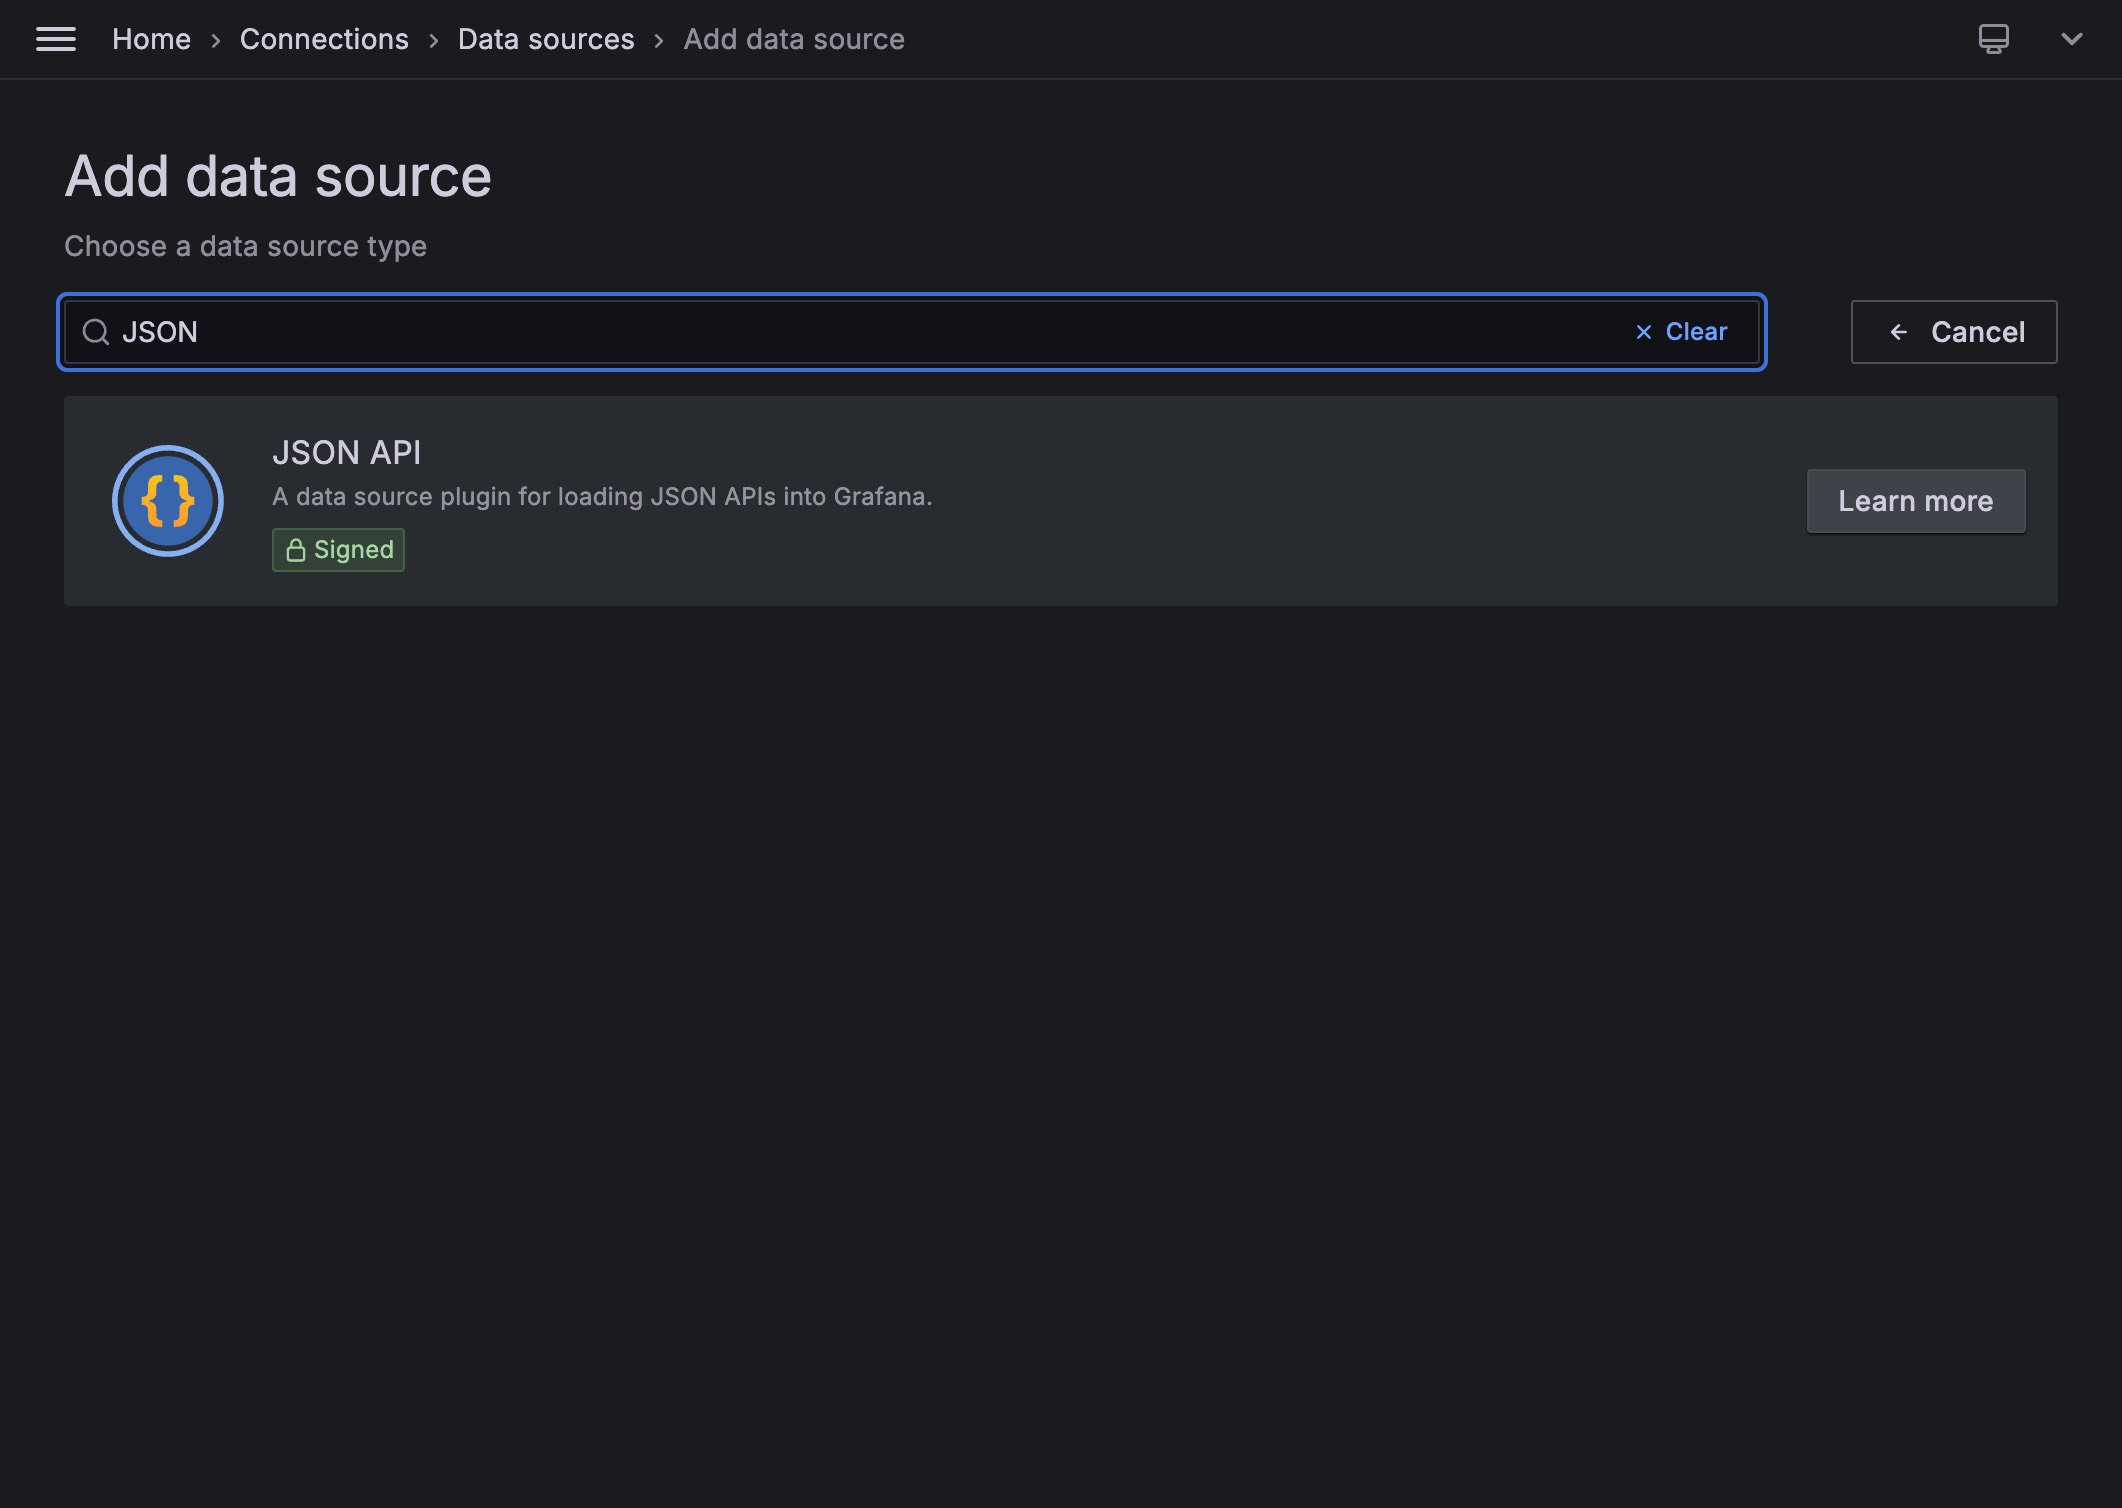 Home › Connections › Data sources › Add data source
Add data source
Choose a data source type
JSON
Clear
Cancel
JSON API
A data source plugin for loading JSON APIs into Grafana.
Signed
Learn more